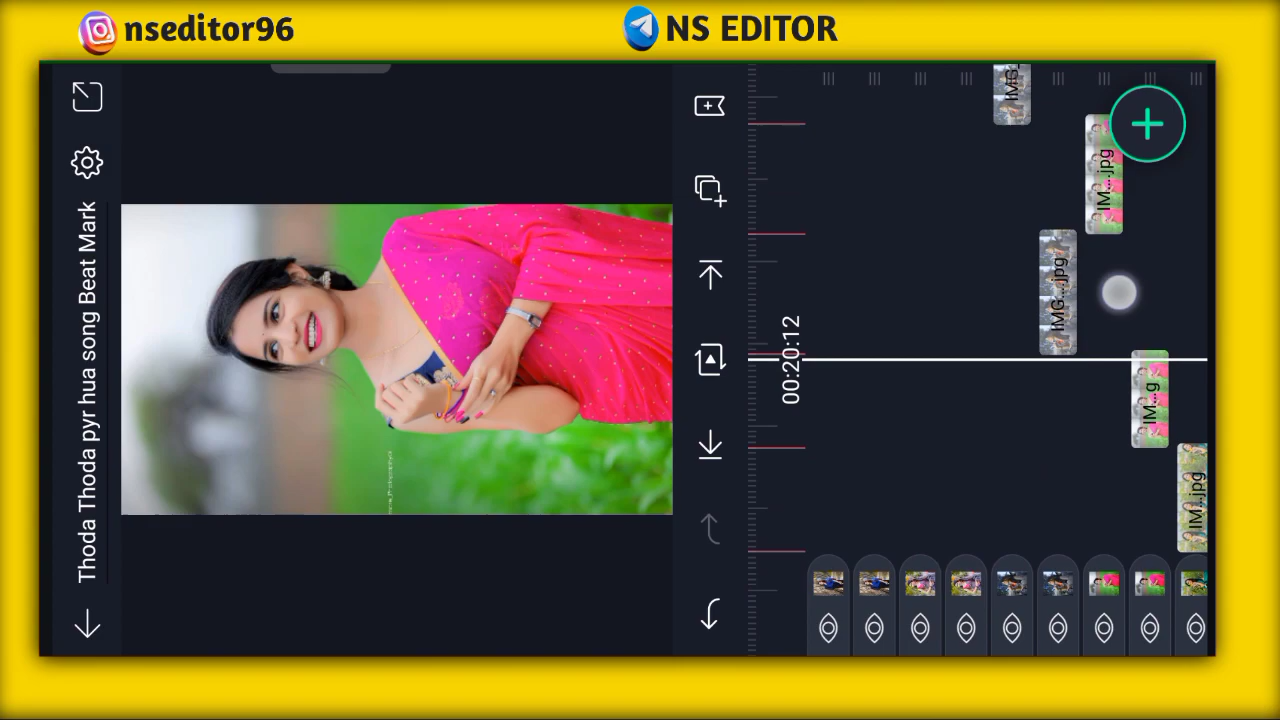 nseditor96
NS EDITOR
Thoda Thoda pyr hua song Beat Mark
00:20:12
IMG
IM...jpg
IMG...jpg
IM...g
IM...jpg